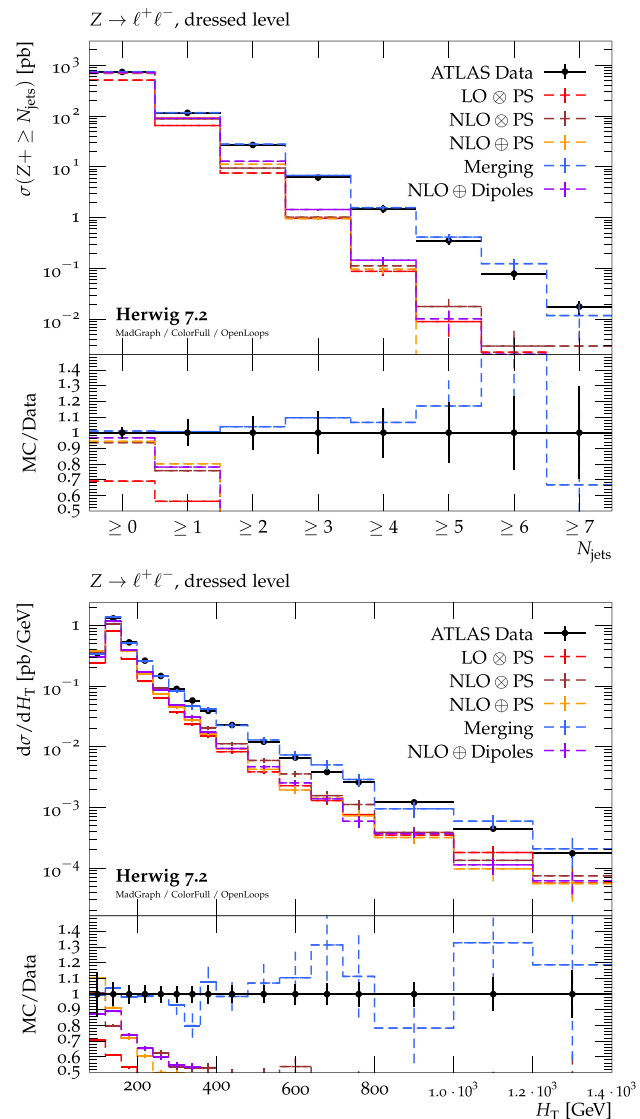 Z → ℓ⁺ℓ⁻, dressed level
σ(Z+ ≥ N_jets) [pb]
10³
10²
10¹
1
10⁻¹
10⁻²
ATLAS Data
LO ⊗ PS
NLO ⊗ PS
NLO ⊕ PS
Merging
NLO ⊕ Dipoles
Herwig 7.2
MadGraph / ColorFull / OpenLoops
MC/Data
1.4
1.3
1.2
1.1
1
0.9
0.8
0.7
0.6
0.5
≥ 0 ≥ 1 ≥ 2 ≥ 3 ≥ 4 ≥ 5 ≥ 6 ≥ 7
N_jets
Z → ℓ⁺ℓ⁻, dressed level
dσ/dH_T [pb/GeV]
1
10⁻¹
10⁻²
10⁻³
10⁻⁴
ATLAS Data
LO ⊗ PS
NLO ⊗ PS
NLO ⊕ PS
Merging
NLO ⊕ Dipoles
Herwig 7.2
MadGraph / ColorFull / OpenLoops
MC/Data
1.4
1.3
1.2
1.1
1
0.9
0.8
0.7
0.6
0.5
200 400 600 800 1.0·10³ 1.2·10³ 1.4·10³
H_T [GeV]